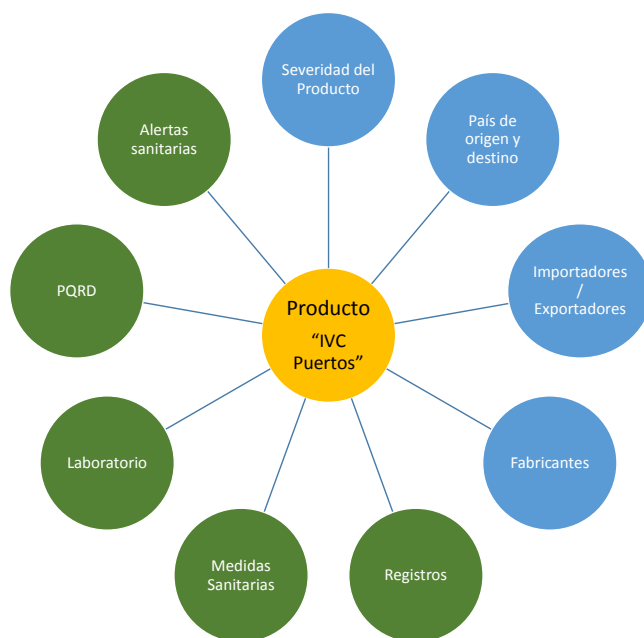 Severidad del
Producto
País de
origen y
destino
Importadores
/
Exportadores
Fabricantes
Registros
Medidas
Sanitarias
Laboratorio
PQRD
Alertas
sanitarias
Producto
“IVC
Puertos”